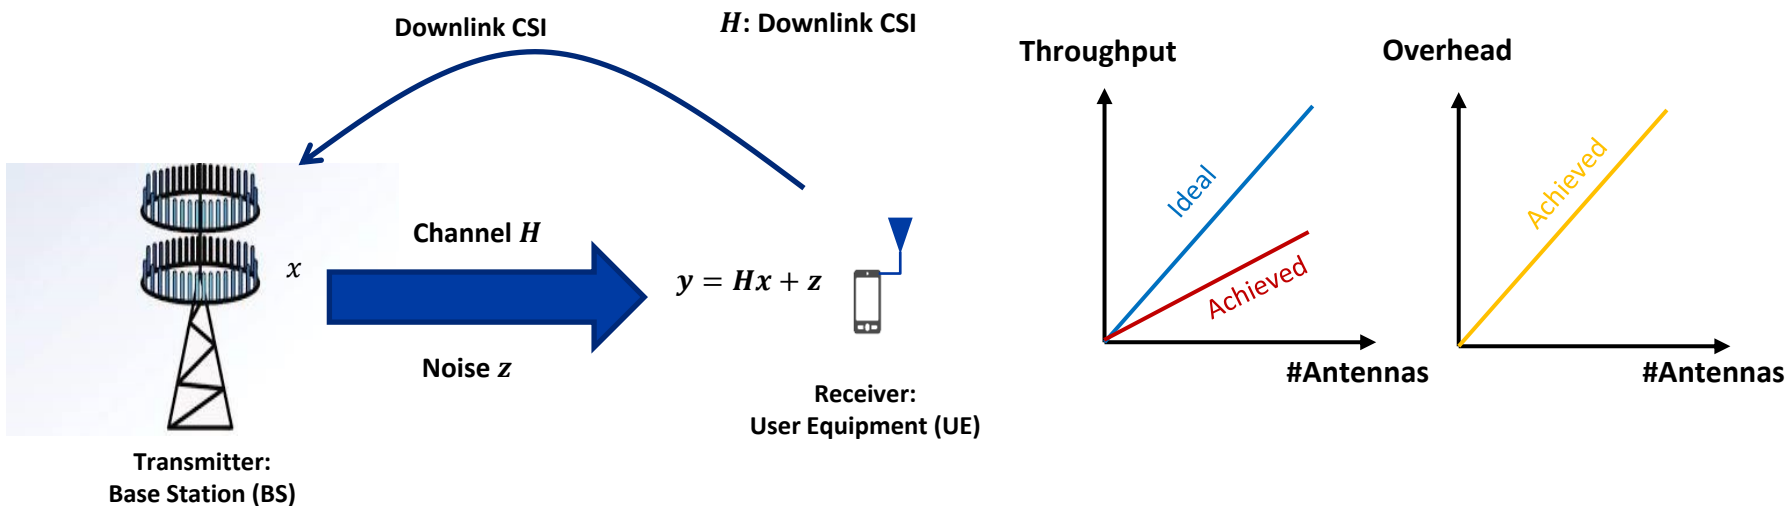 Downlink CSI
H: Downlink CSI
x
Channel H
Noise z
y = Hx + z
Transmitter:
Base Station (BS)
Receiver:
User Equipment (UE)
Throughput
Ideal
Achieved
#Antennas
Overhead
Achieved
#Antennas